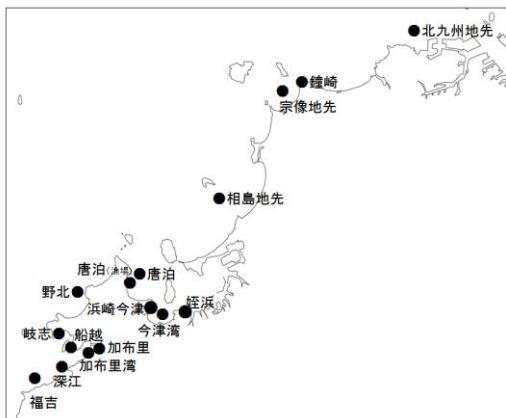 北九州地先
鐘崎
宗像地先
相島地先
唐泊(漁場)
唐泊
野北
浜崎今津
姪浜
今津湾
岐志
船越
加布里
加布里湾
深江
福吉